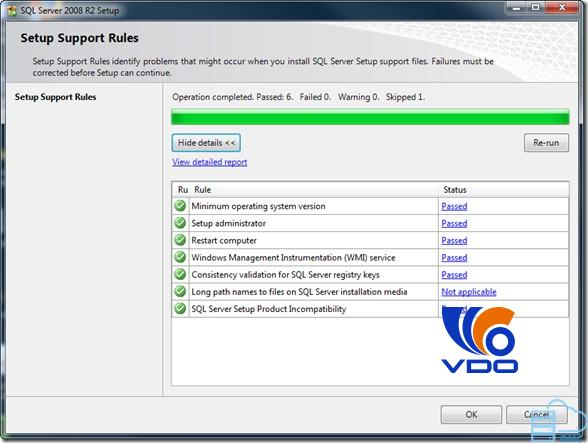 SQL Server 2008 R2 Setup
Setup Support Rules
Setup Support Rules identify problems that might occur when you install SQL Server Setup support files. Failures must be
corrected before Setup can continue.
Setup Support Rules
Operation completed. Passed: 6. Failed 0. Warning 0. Skipped 1.
Hide details <<
Re-run
View detailed report
Ru Rule Status
Minimum operating system version Passed
Setup administrator Passed
Restart computer Passed
Windows Management Instrumentation (WMI) service Passed
Consistency validation for SQL Server registry keys Passed
Long path names to files on SQL Server installation media Not applicable
SQL Server Setup Product Incompatibility
VDO
OK Cancel